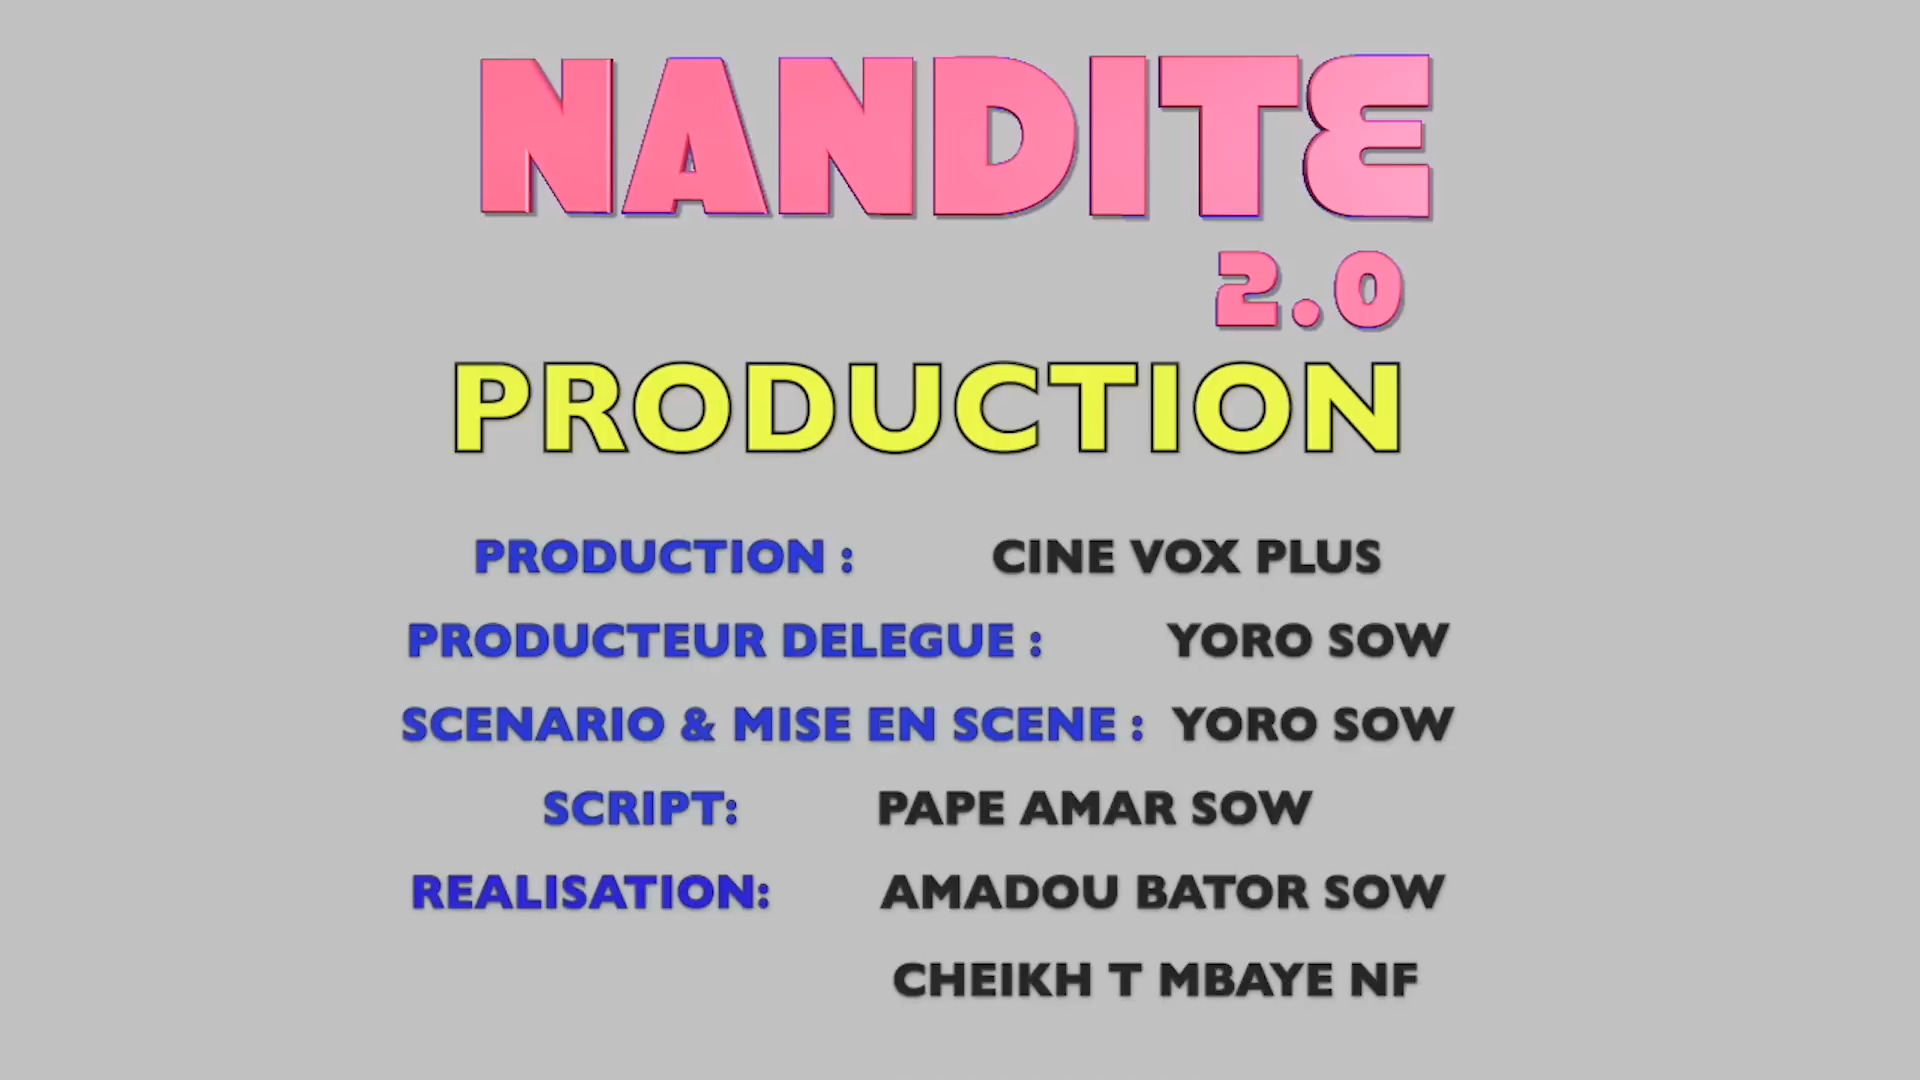 NANDITE
2.0
PRODUCTION
PRODUCTION : CINE VOX PLUS
PRODUCTEUR DELEGUE : YORO SOW
SCENARIO & MISE EN SCENE : YORO SOW
SCRIPT: PAPE AMAR SOW
REALISATION: AMADOU BATOR SOW
CHEIKH T MBAYE NF